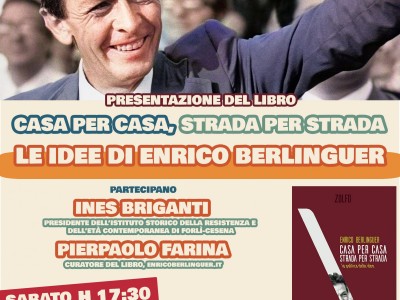 PRESENTAZIONE DEL LIBRO
CASA PER CASA, STRADA PER STRADA
LE IDEE DI ENRICO BERLINGUER
PARTECIPANO
INES BRIGANTI
PRESIDENTE DELL'ISTITUTO STORICO DELLA RESISTENZA E
DELL'ETÀ CONTEMPORANEA DI FORLÌ-CESENA
PIERPAOLO FARINA
CURATORE DEL LIBRO, ENRICOBERLINGUER.IT
SABATO H 17:30
ZOLFO
ENRICO BERLINGUER
CASA PER CASA
STRADA PER STRADA